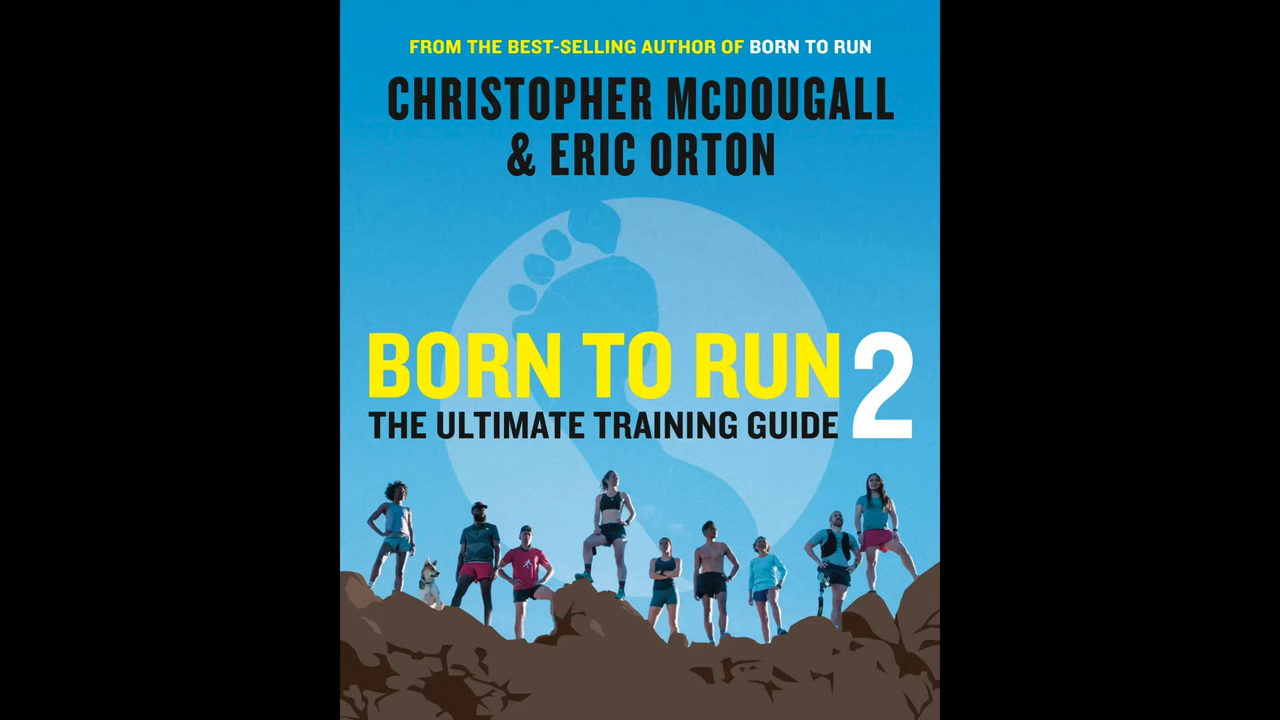 FROM THE BEST-SELLING AUTHOR OF BORN TO RUN
CHRISTOPHER McDOUGALL
& ERIC ORTON
BORN TO RUN 2
THE ULTIMATE TRAINING GUIDE